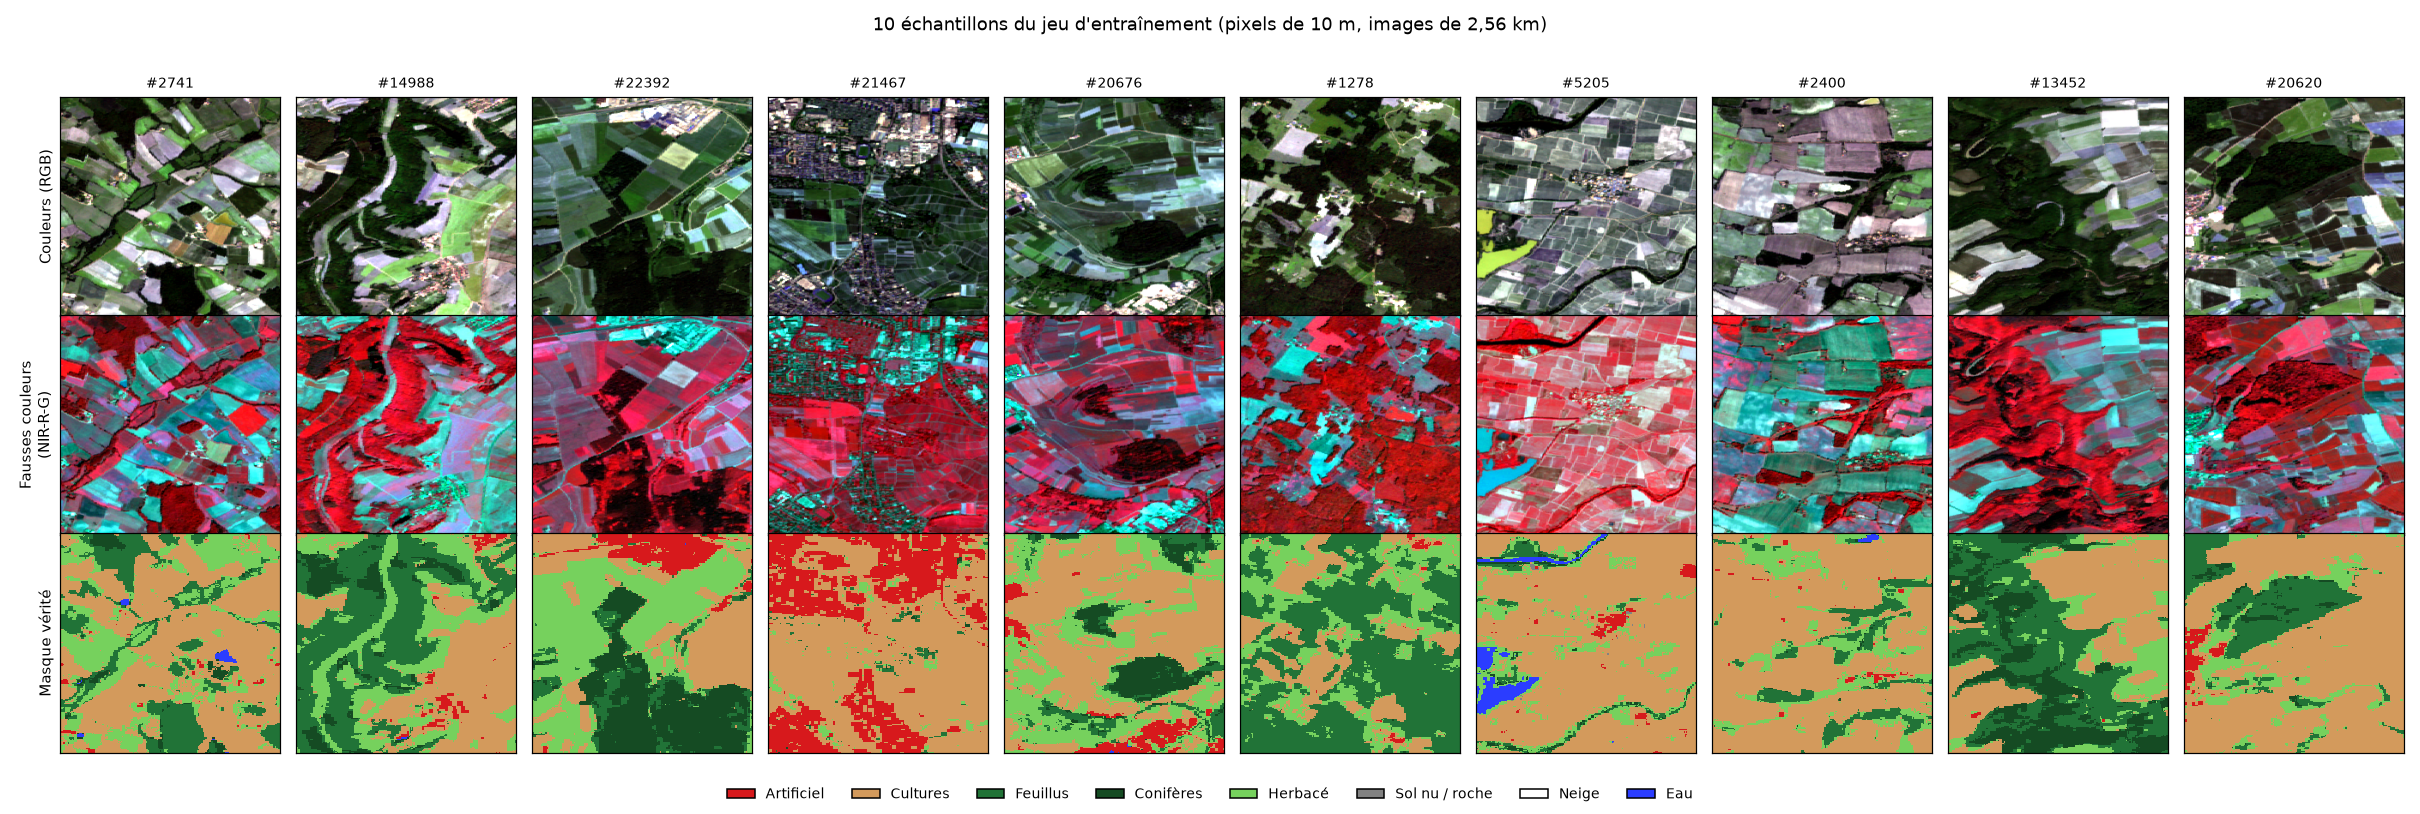 10 échantillons du jeu d'entraînement (pixels de 10 m, images de 2,56 km)
#2741
#14988
#22392
#21467
#20676
#1278
#5205
#2400
#13452
#20620
Couleurs (RGB)
Fausses couleurs
(NIR-R-G)
Masque vérité
Artificiel
Cultures
Feuillus
Conifères
Herbacé
Sol nu / roche
Neige
Eau